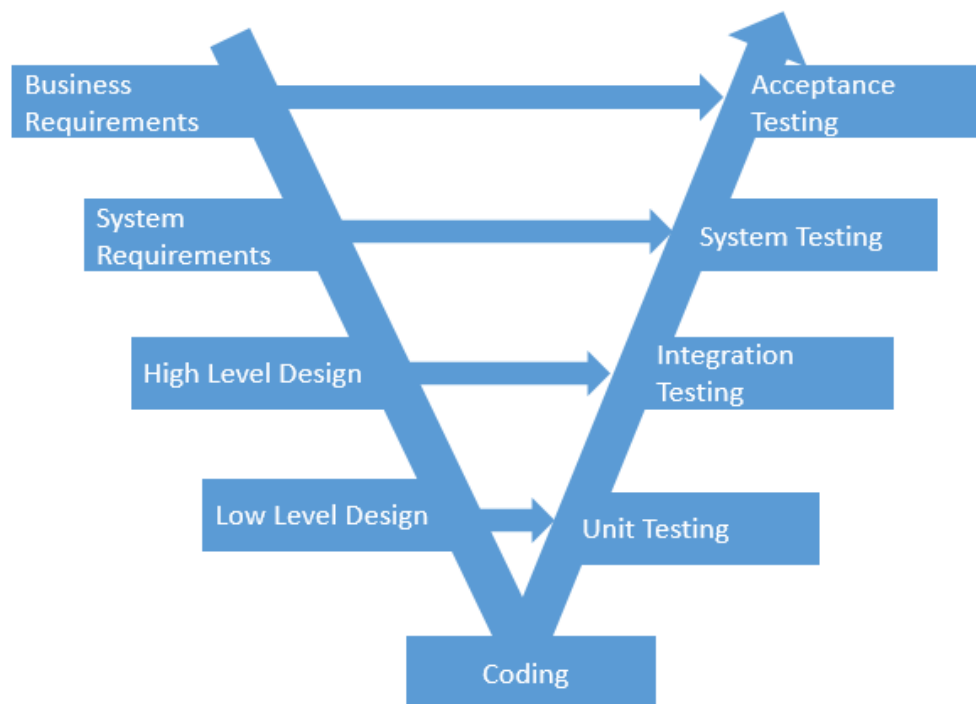 Business
Requirements
Acceptance
Testing
System
Requirements
System Testing
High Level Design
Integration
Testing
Low Level Design
Unit Testing
Coding